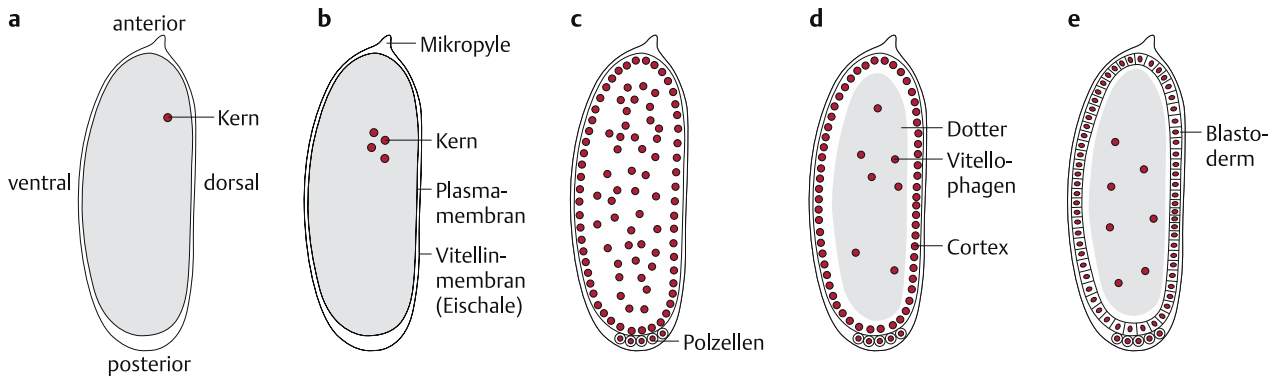 a
anterior
Kern
ventral
dorsal
posterior
b
Mikropyle
Kern
Plasma-
membran
Vitellin-
membran
(Eischale)
c
Polzellen
d
Dotter
Vitello-
phagen
Cortex
e
Blasto-
derm